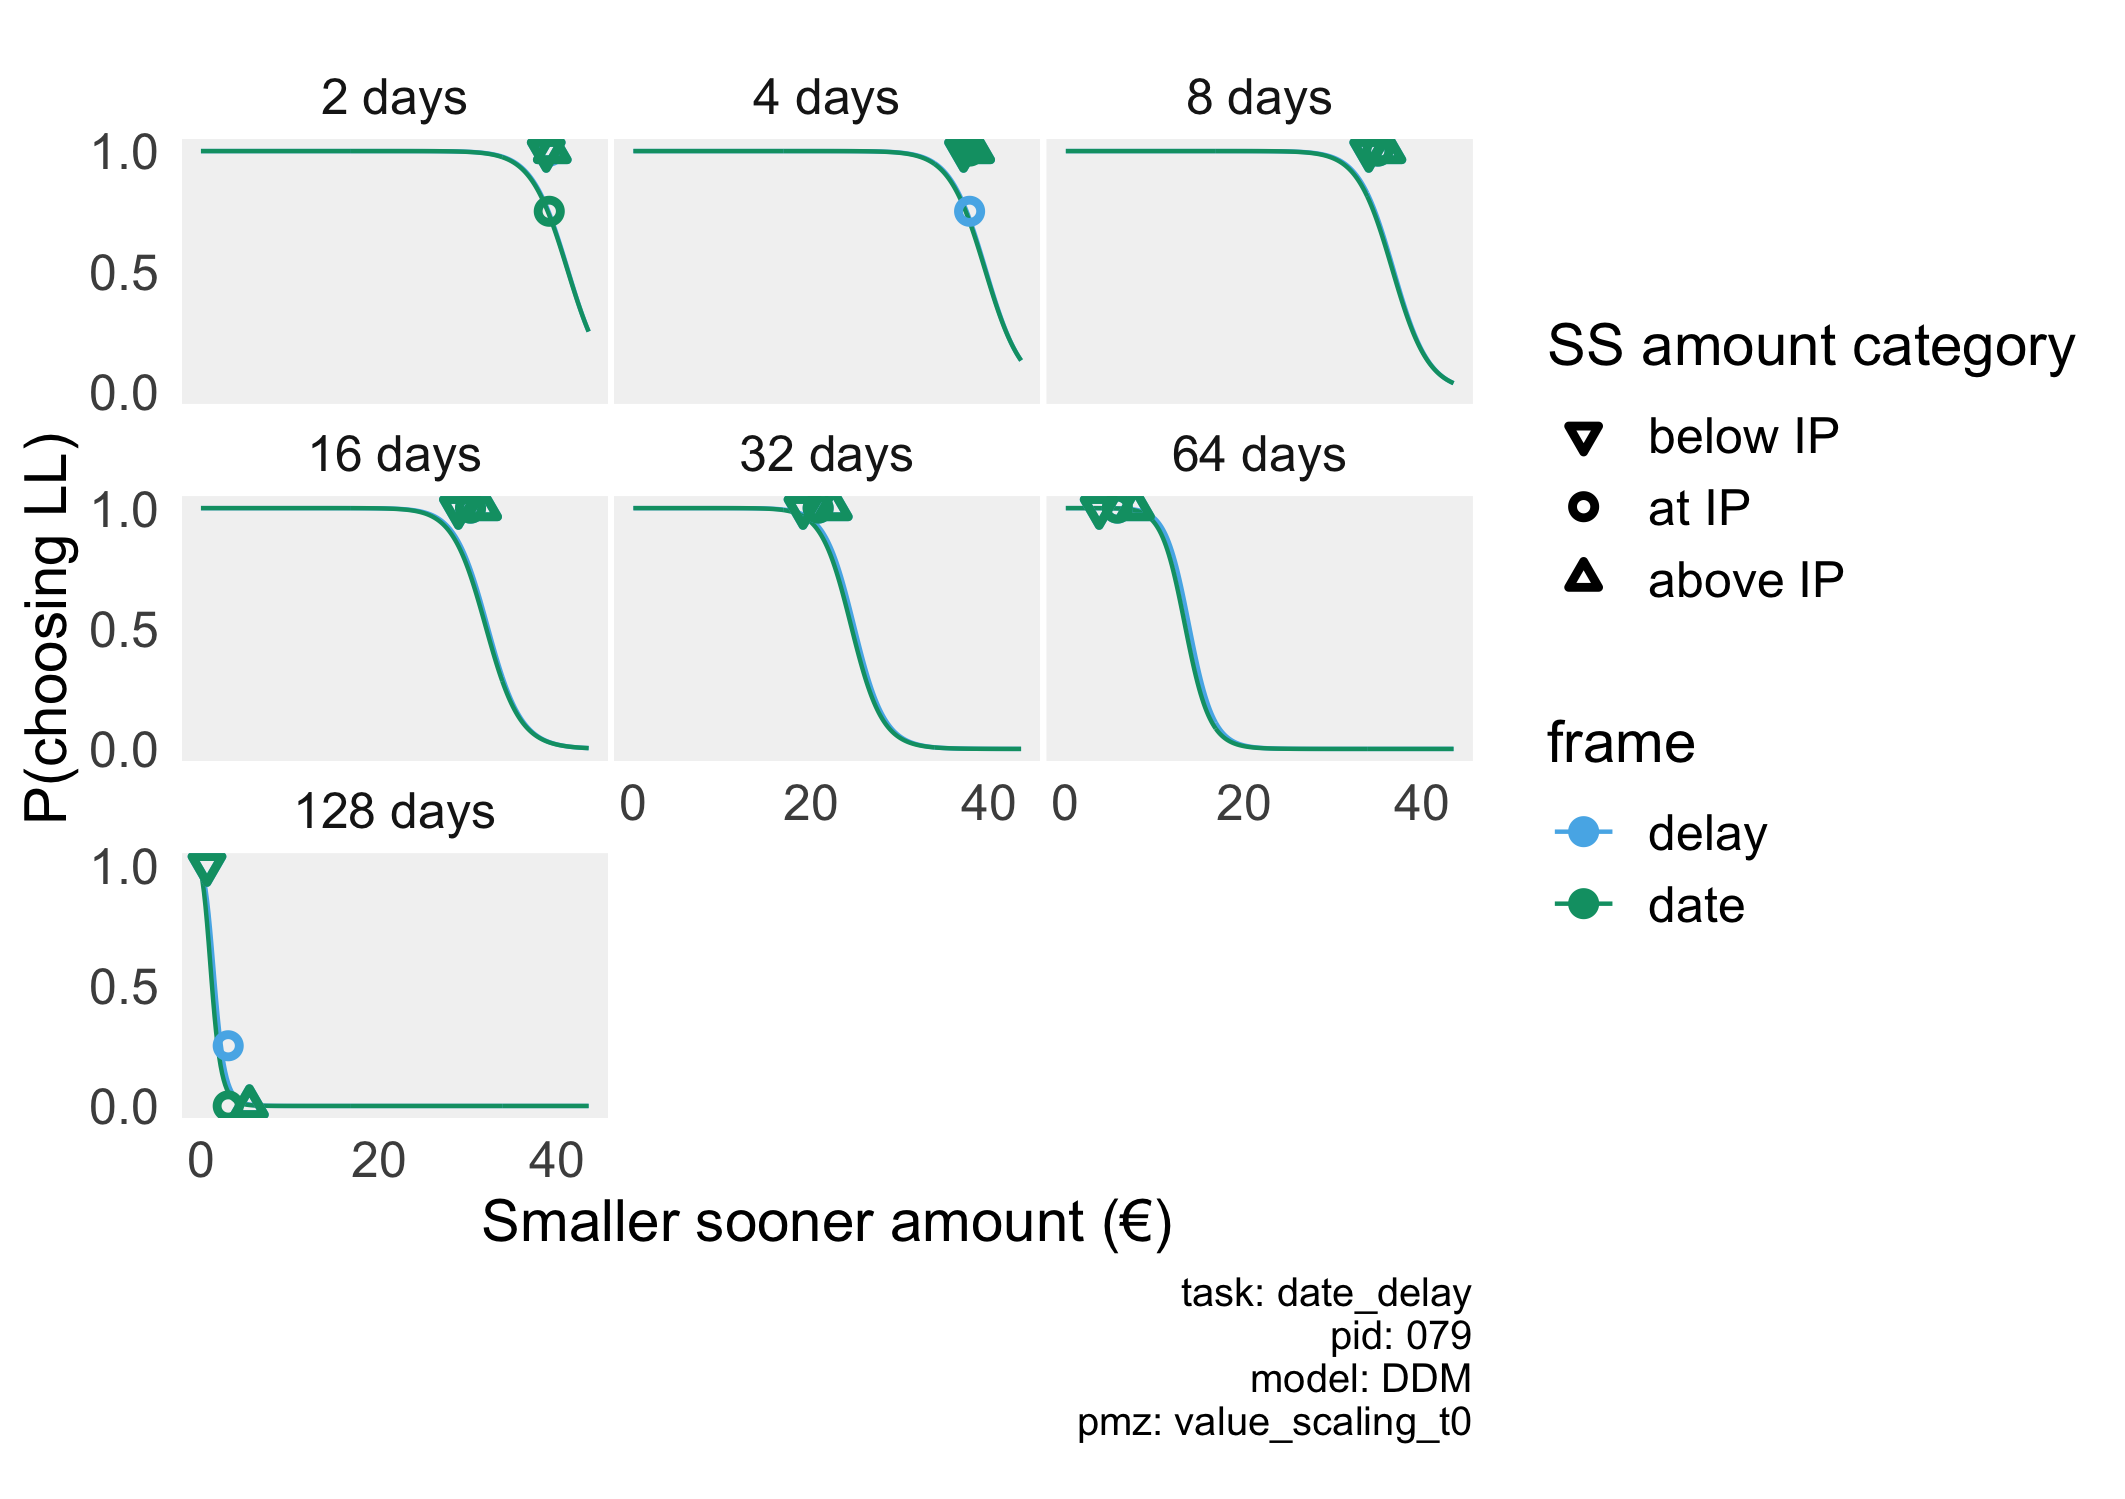 2 days
4 days
8 days
1.0
0.5
0.0
16 days
32 days
64 days
1.0
0.5
0.0
0
20
40
0
20
40
128 days
1.0
0.5
0.0
0
20
40
P(choosing LL)
Smaller sooner amount (€)
SS amount category
below IP
at IP
above IP
frame
delay
date
task: date_delay
pid: 079
model: DDM
pmz: value_scaling_t0